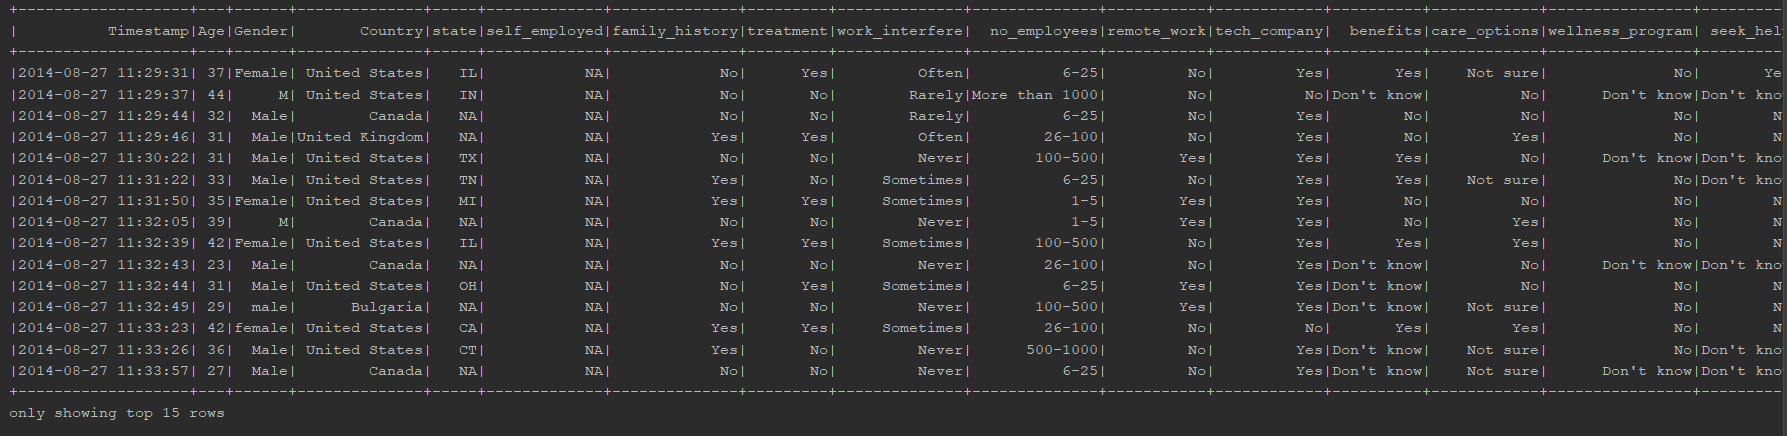 +-------------------+---+------+--------------+-----+-------------+--------------+---------+--------------+--------------+-----------+------------+----------+------------+----------------+----------
|          Timestamp|Age|Gender|       Country|state|self_employed|family_history|treatment|work_interfere|  no_employees|remote_work|tech_company|  benefits|care_options|wellness_program|  seek_hel
+-------------------+---+------+--------------+-----+-------------+--------------+---------+--------------+--------------+-----------+------------+----------+------------+----------------+----------
|2014-08-27 11:29:31| 37|Female| United States|   IL|           NA|            No|      Yes|         Often|          6-25|         No|         Yes|       Yes|    Not sure|              No|        Ye
|2014-08-27 11:29:37| 44|     M| United States|   IN|           NA|            No|       No|        Rarely|More than 1000|         No|          No|Don't know|          No|      Don't know|Don't kno
|2014-08-27 11:29:44| 32|  Male|        Canada|   NA|           NA|            No|       No|        Rarely|          6-25|         No|         Yes|        No|          No|              No|         N
|2014-08-27 11:29:46| 31|  Male|United Kingdom|   NA|           NA|           Yes|      Yes|         Often|        26-100|         No|         Yes|        No|         Yes|              No|         N
|2014-08-27 11:30:22| 31|  Male| United States|   TX|           NA|            No|       No|         Never|       100-500|        Yes|         Yes|       Yes|          No|      Don't know|Don't kno
|2014-08-27 11:31:22| 33|  Male| United States|   TN|           NA|           Yes|       No|     Sometimes|          6-25|         No|         Yes|       Yes|    Not sure|              No|Don't kno
|2014-08-27 11:31:50| 35|Female| United States|   MI|           NA|           Yes|      Yes|     Sometimes|           1-5|        Yes|         Yes|        No|          No|              No|         N
|2014-08-27 11:32:05| 39|     M|        Canada|   NA|           NA|            No|       No|         Never|           1-5|        Yes|         Yes|        No|         Yes|              No|         N
|2014-08-27 11:32:39| 42|Female| United States|   IL|           NA|           Yes|      Yes|     Sometimes|       100-500|         No|         Yes|       Yes|         Yes|              No|         N
|2014-08-27 11:32:43| 23|  Male|        Canada|   NA|           NA|            No|       No|         Never|        26-100|         No|         Yes|Don't know|          No|      Don't know|Don't kno
|2014-08-27 11:32:44| 31|  Male| United States|   OH|           NA|            No|      Yes|     Sometimes|          6-25|        Yes|         Yes|Don't know|          No|              No|         N
|2014-08-27 11:32:49| 29|  male|      Bulgaria|   NA|           NA|            No|       No|         Never|       100-500|        Yes|         Yes|Don't know|    Not sure|              No|         N
|2014-08-27 11:33:23| 42|female| United States|   CA|           NA|           Yes|      Yes|     Sometimes|        26-100|         No|          No|       Yes|         Yes|              No|         N
|2014-08-27 11:33:26| 36|  Male| United States|   CT|           NA|           Yes|       No|         Never|      500-1000|         No|         Yes|Don't know|    Not sure|              No|Don't kno
|2014-08-27 11:33:57| 27|  Male|        Canada|   NA|           NA|            No|       No|         Never|          6-25|         No|         Yes|Don't know|    Not sure|      Don't know|Don't kno
+-------------------+---+------+--------------+-----+-------------+--------------+---------+--------------+--------------+-----------+------------+----------+------------+----------------+----------
only showing top 15 rows